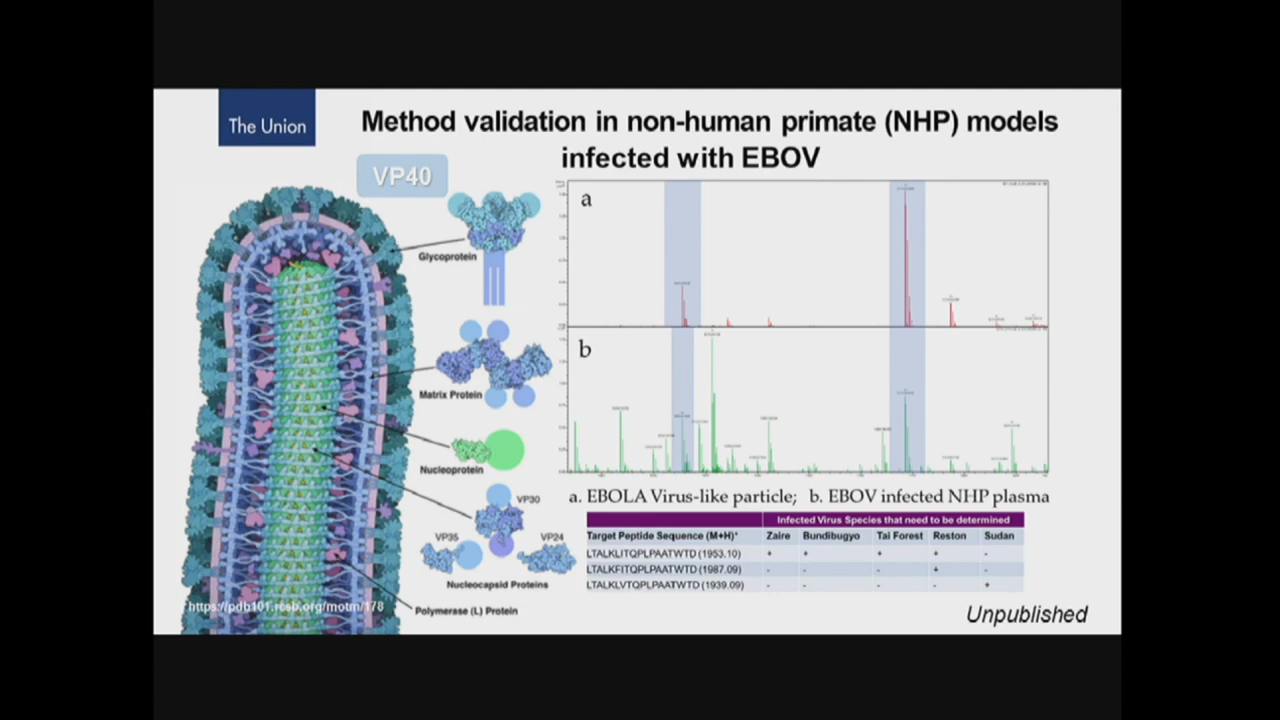 The Union
Method validation in non-human primate (NHP) models
infected with EBOV
VP40
Glycoprotein
Matrix Protein
Nucleoprotein
VP30
VP35
VP24
Nucleocapsid Proteins
Polymerase (L) Protein
https://pdb101.rcsb.org/motm/178
a
b
a. EBOLA Virus-like particle; b. EBOV infected NHP plasma
Infected Virus Species that need to be determined
Target Peptide Sequence (M+H)⁺ Zaire Bundibugyo Tai Forest Reston Sudan
LTALKLITQPLPAATWTD (1953.10) + + + + -
LTALKFITQPLPAATWTD (1987.09) - - - + -
LTALKLVTQPLPAATWTD (1939.09) - - - - +
Unpublished